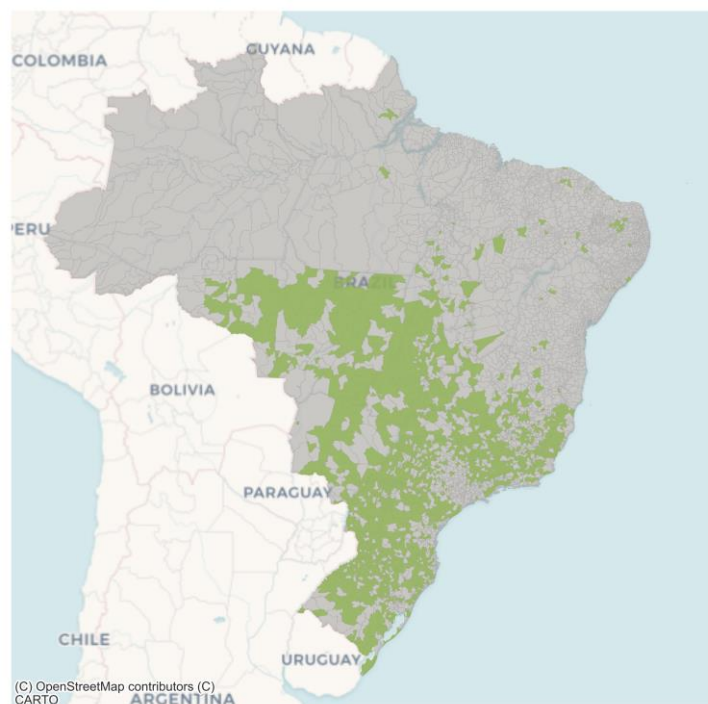 GUYANA
COLOMBIA
PERU
BRAZIL
BOLIVIA
PARAGUAY
CHILE
URUGUAY
(C) OpenStreetMap contributors (C)
CARTO
ARGENTINA